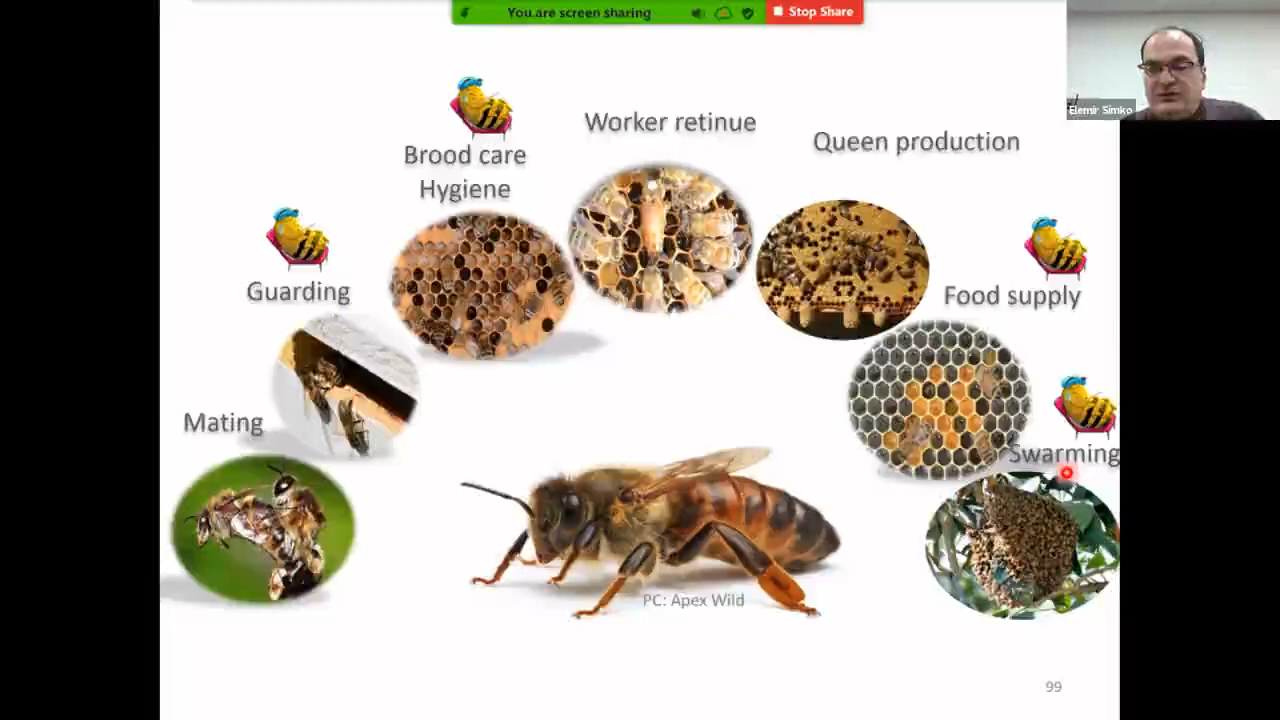 You are screen sharing
Stop Share
Elemir Simko
Worker retinue
Queen production
Brood care
Hygiene
Guarding
Food supply
Mating
Swarming
PC: Apex Wild
99